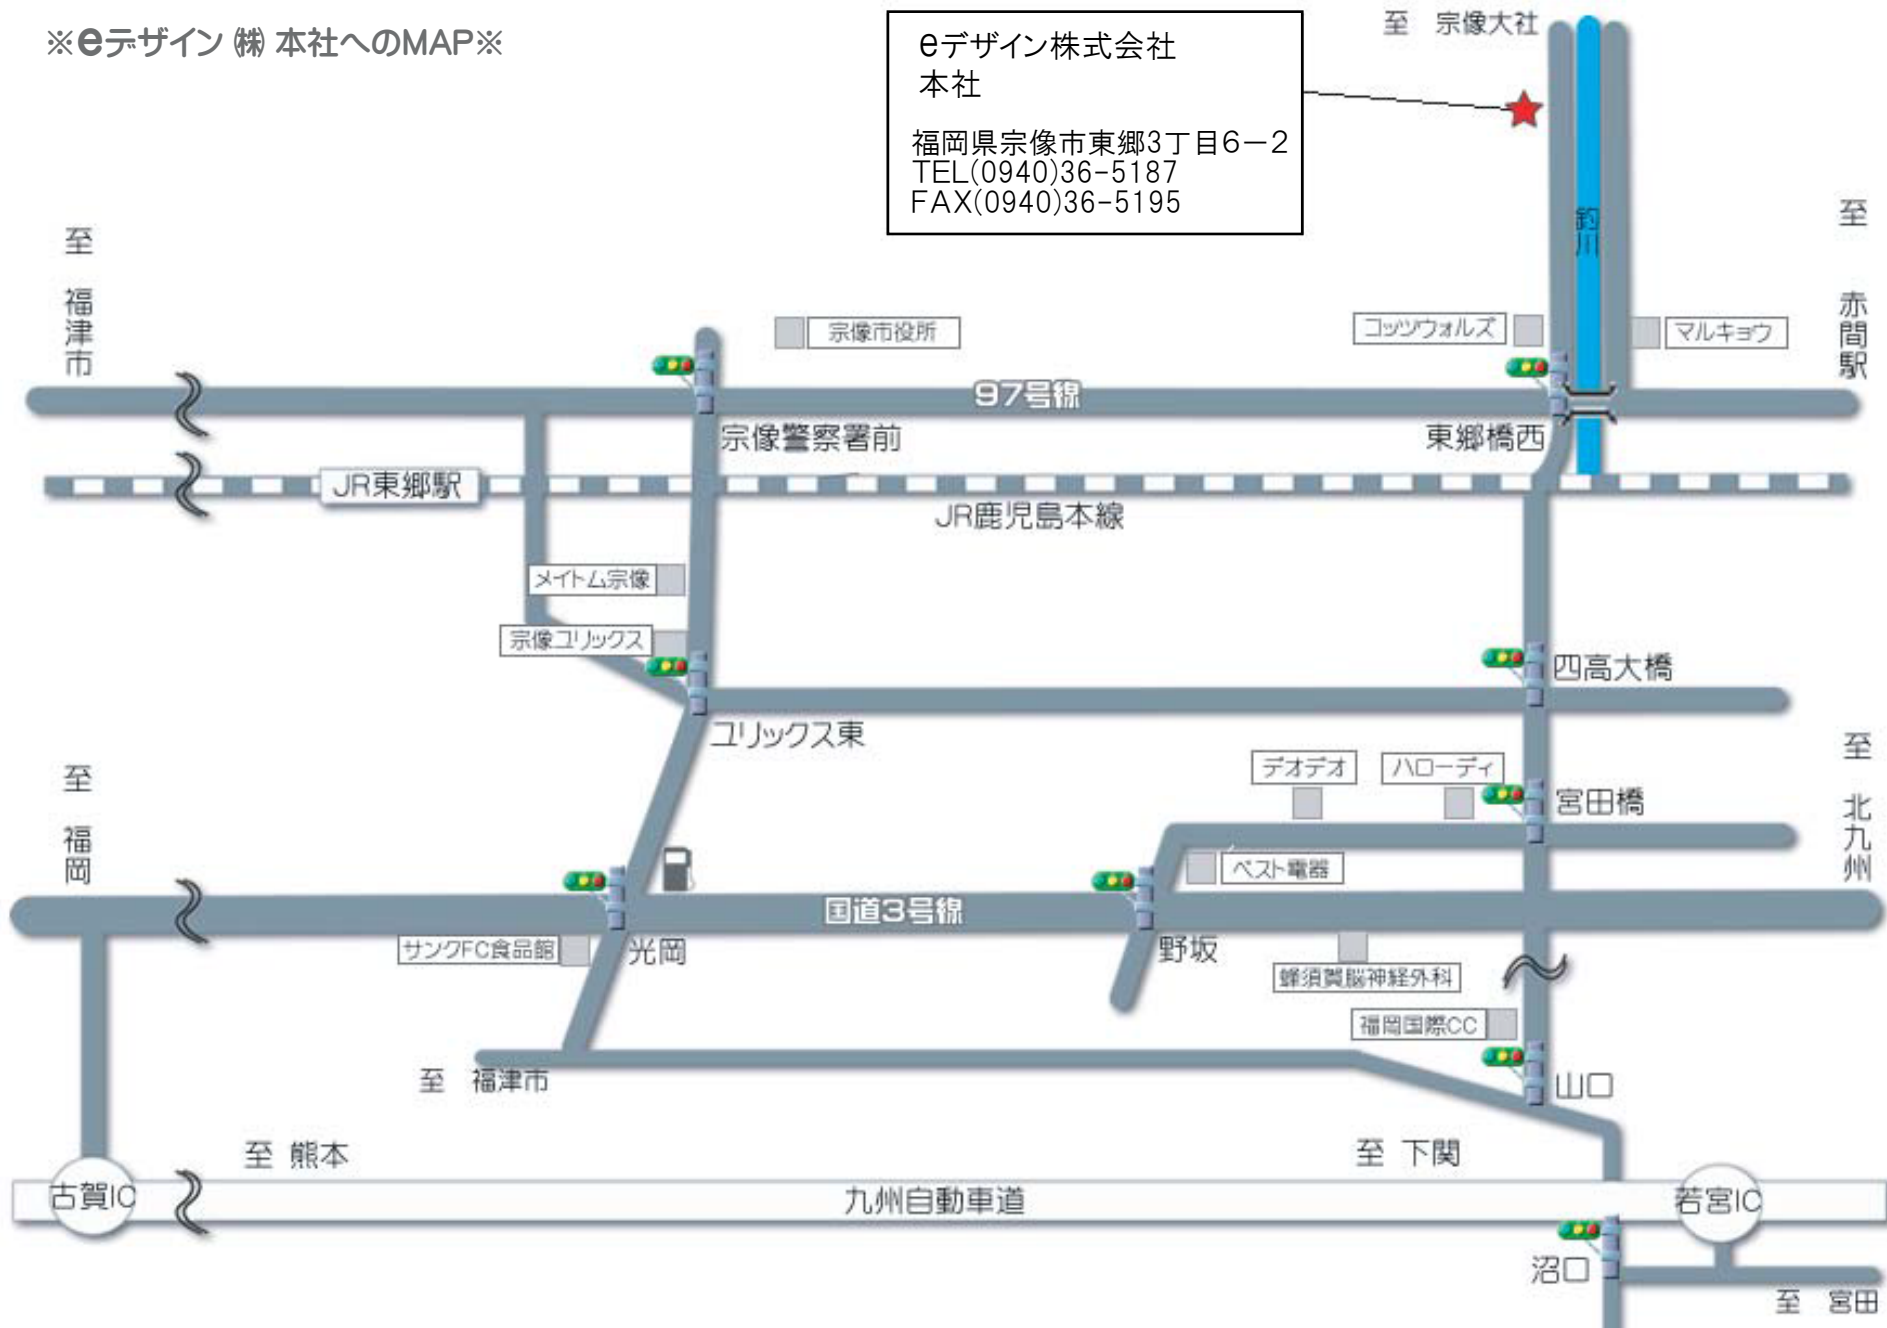 ※eデザイン㈱ 本社へのMAP※
eデザイン株式会社
本社
福岡県宗像市東郷3丁目6－2
TEL(0940)36-5187
FAX(0940)36-5195
至 宗像大社
釣川
至 福津市
至 赤間駅
宗像市役所
コッツウォルズ
マルキョウ
97号線
宗像警察署前
東郷橋西
JR東郷駅
JR鹿児島本線
メイトム宗像
宗像ユリックス
四高大橋
ユリックス東
至 福岡
至 北九州
デオデオ
ハローディ
宮田橋
ベスト電器
国道3号線
サンクFC食品館
光岡
野坂
蜂須賀脳神経外科
福岡国際CC
至 福津市
山口
至 熊本
至 下関
古賀IC
九州自動車道
若宮IC
沼口
至 宮田